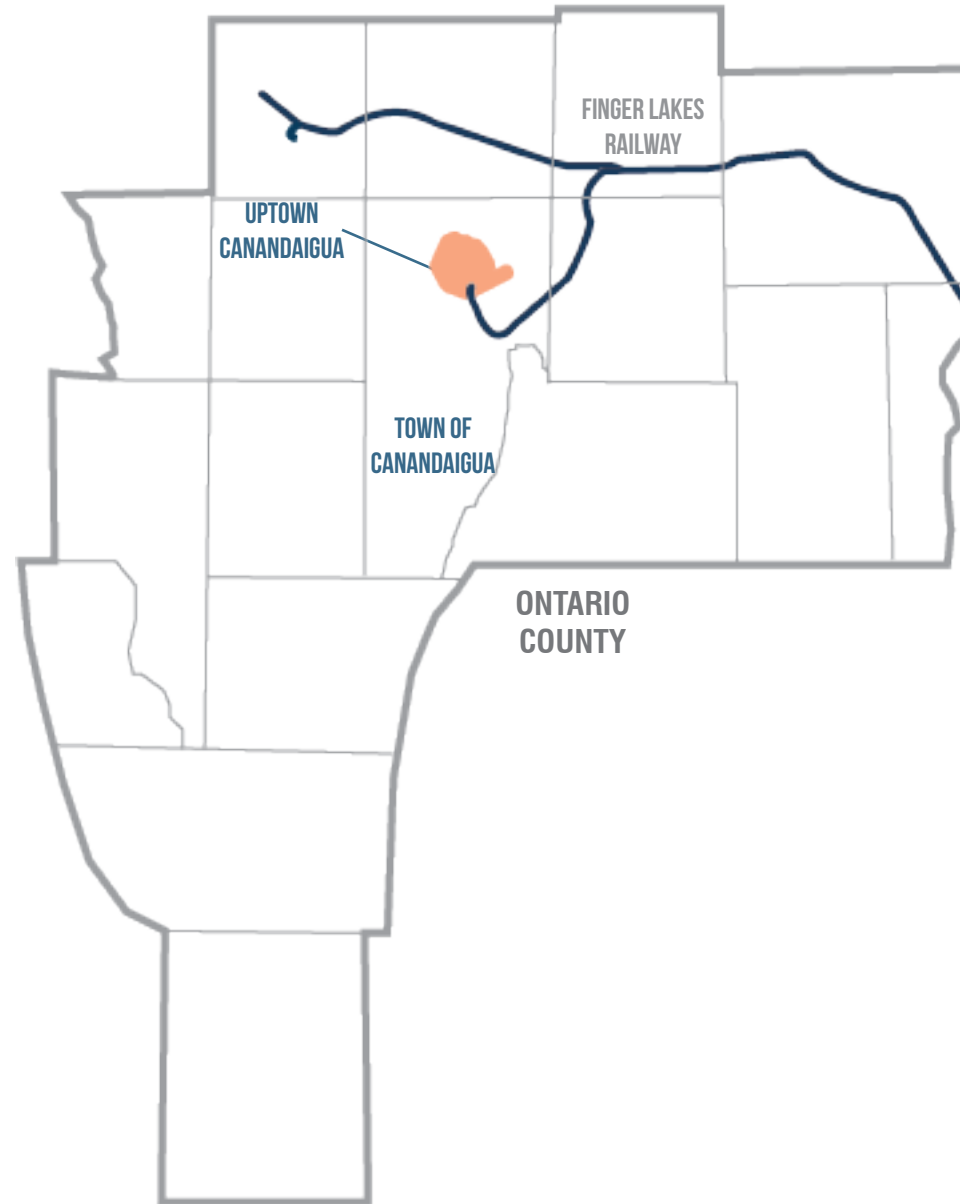 FINGER LAKES
RAILWAY
UPTOWN
CANANDAIGUA
TOWN OF
CANANDAIGUA
ONTARIO
COUNTY